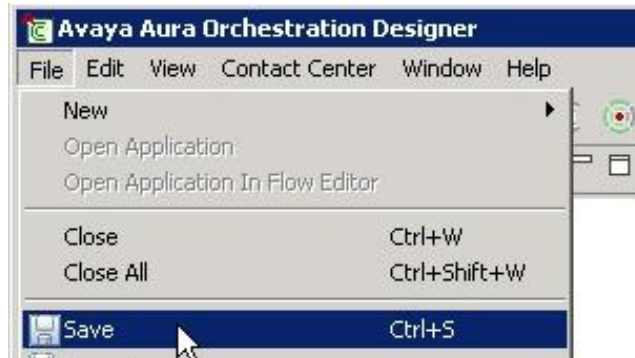 Avaya Aura Orchestration Designer
File Edit View Contact Center Window Help
New
Open Application
Open Application In Flow Editor
Close Ctrl+W
Close All Ctrl+Shift+W
Save Ctrl+S